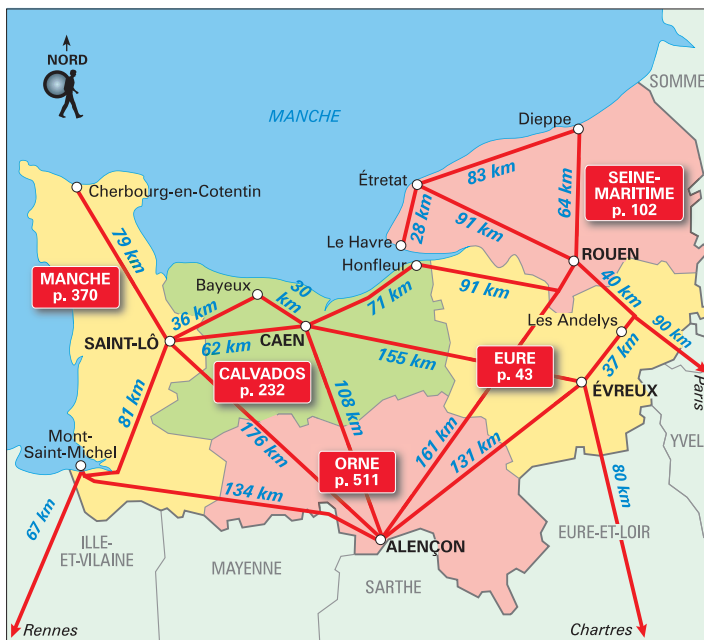 NORD
SOMME
MANCHE
Dieppe
Cherbourg-en-Cotentin
Étretat
83 km
64 km
SEINE-
MARITIME
p. 102
79 km
28 km
91 km
Le Havre
Honfleur
ROUEN
MANCHE
p. 370
Bayeux
30
km
71 km
91 km
40 km
36 km
Les Andelys
90 km
SAINT-LÔ
CAEN
62 km
155 km
EURE
p. 43
37 km
Paris
CALVADOS
p. 232
ÉVREUX
81 km
108 km
Mont-
Saint-Michel
176 km
161 km
131 km
YVEL
ORNE
p. 511
80 km
134 km
67 km
ILLE-
ET-VILAINE
MAYENNE
ALENÇON
EURE-ET-LOIR
SARTHE
Rennes
Chartres